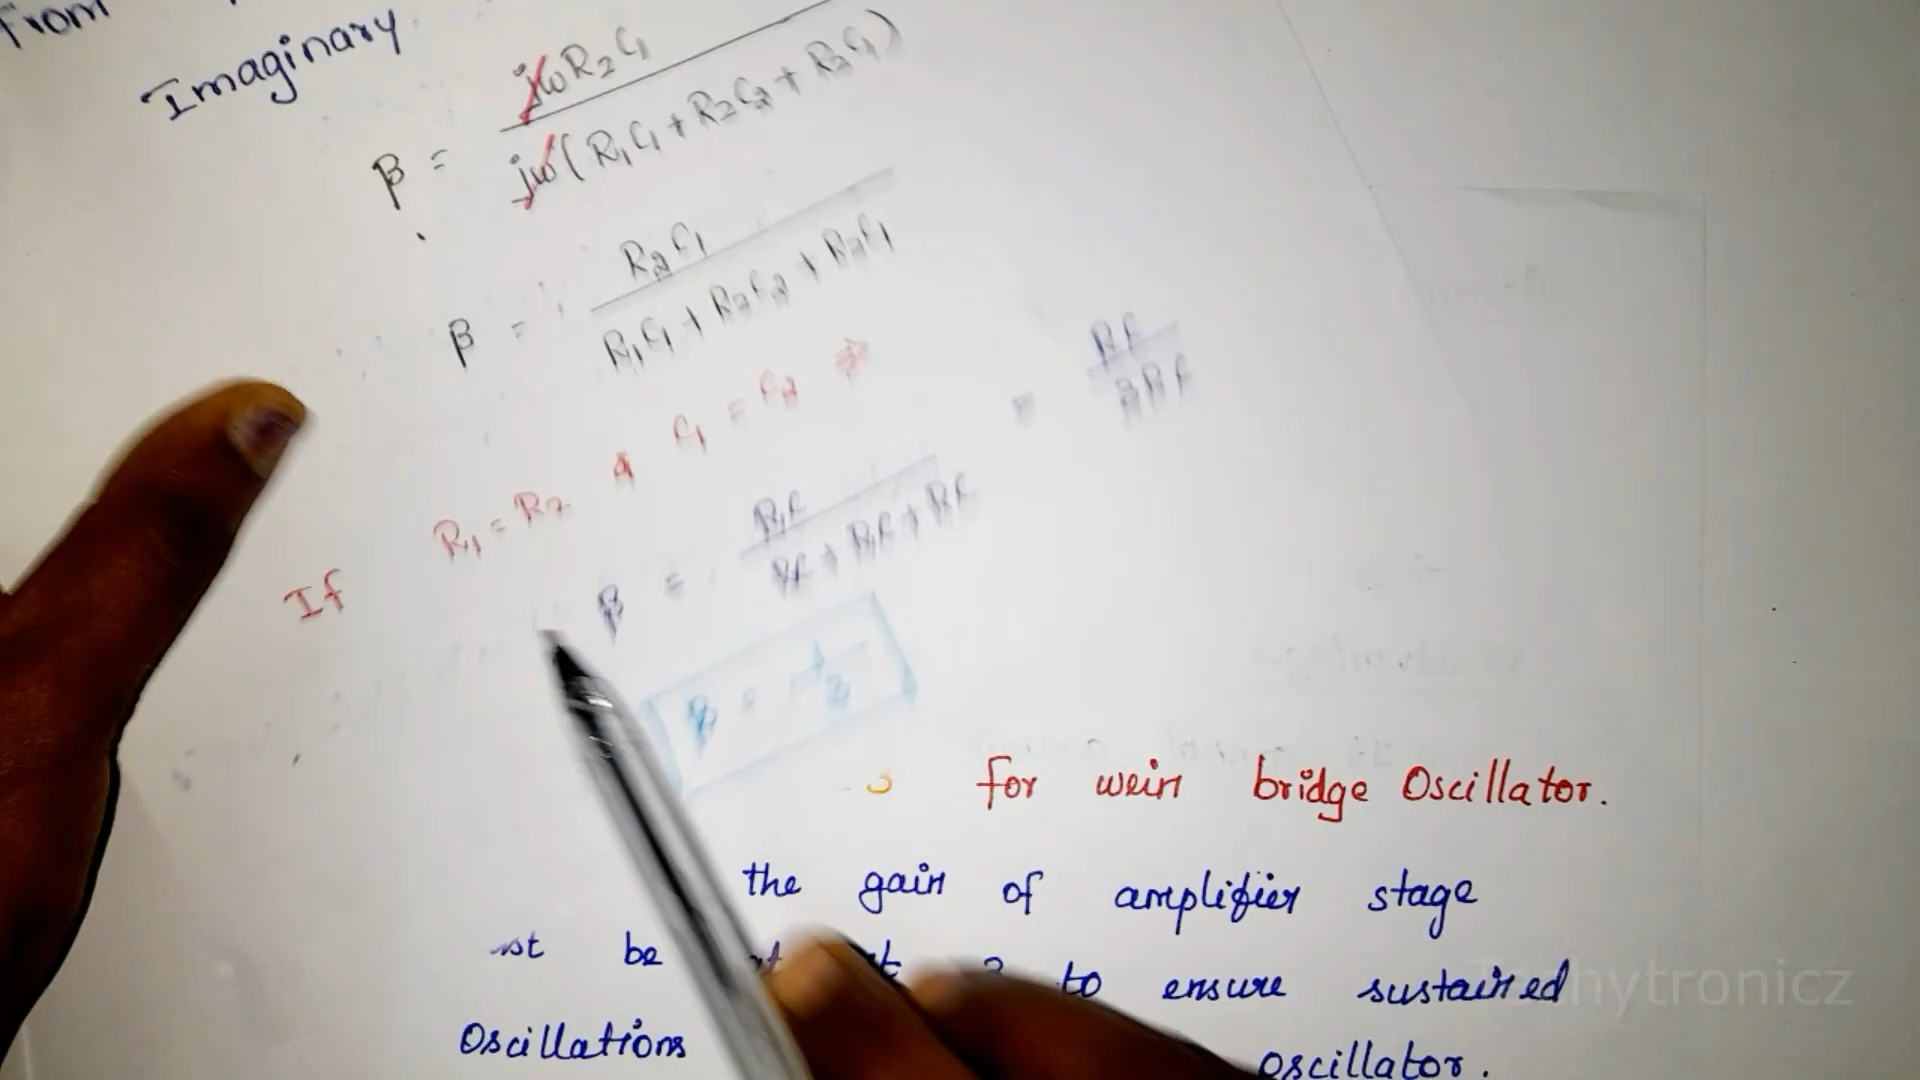 From
Imaginary
β = jωR₂C₁ / jω(R₁C₁ + R₂C₂ + R₂C₁)
β = R₂C₁ / R₁C₁ + R₂C₂ + R₂C₁
If R₁ = R₂ & C₁ = C₂ ⇒
β = RC / RC + RC + RC = RC / 3RC
β = 1/3
for wein bridge Oscillator.
the gain of amplifier stage
be 3 to ensure sustained
Oscillations oscillator.
Techytronicz